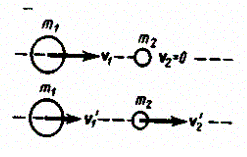 m₁ m₂
v₁ v₂=0
m₁ m₂
v₁′ v₂′